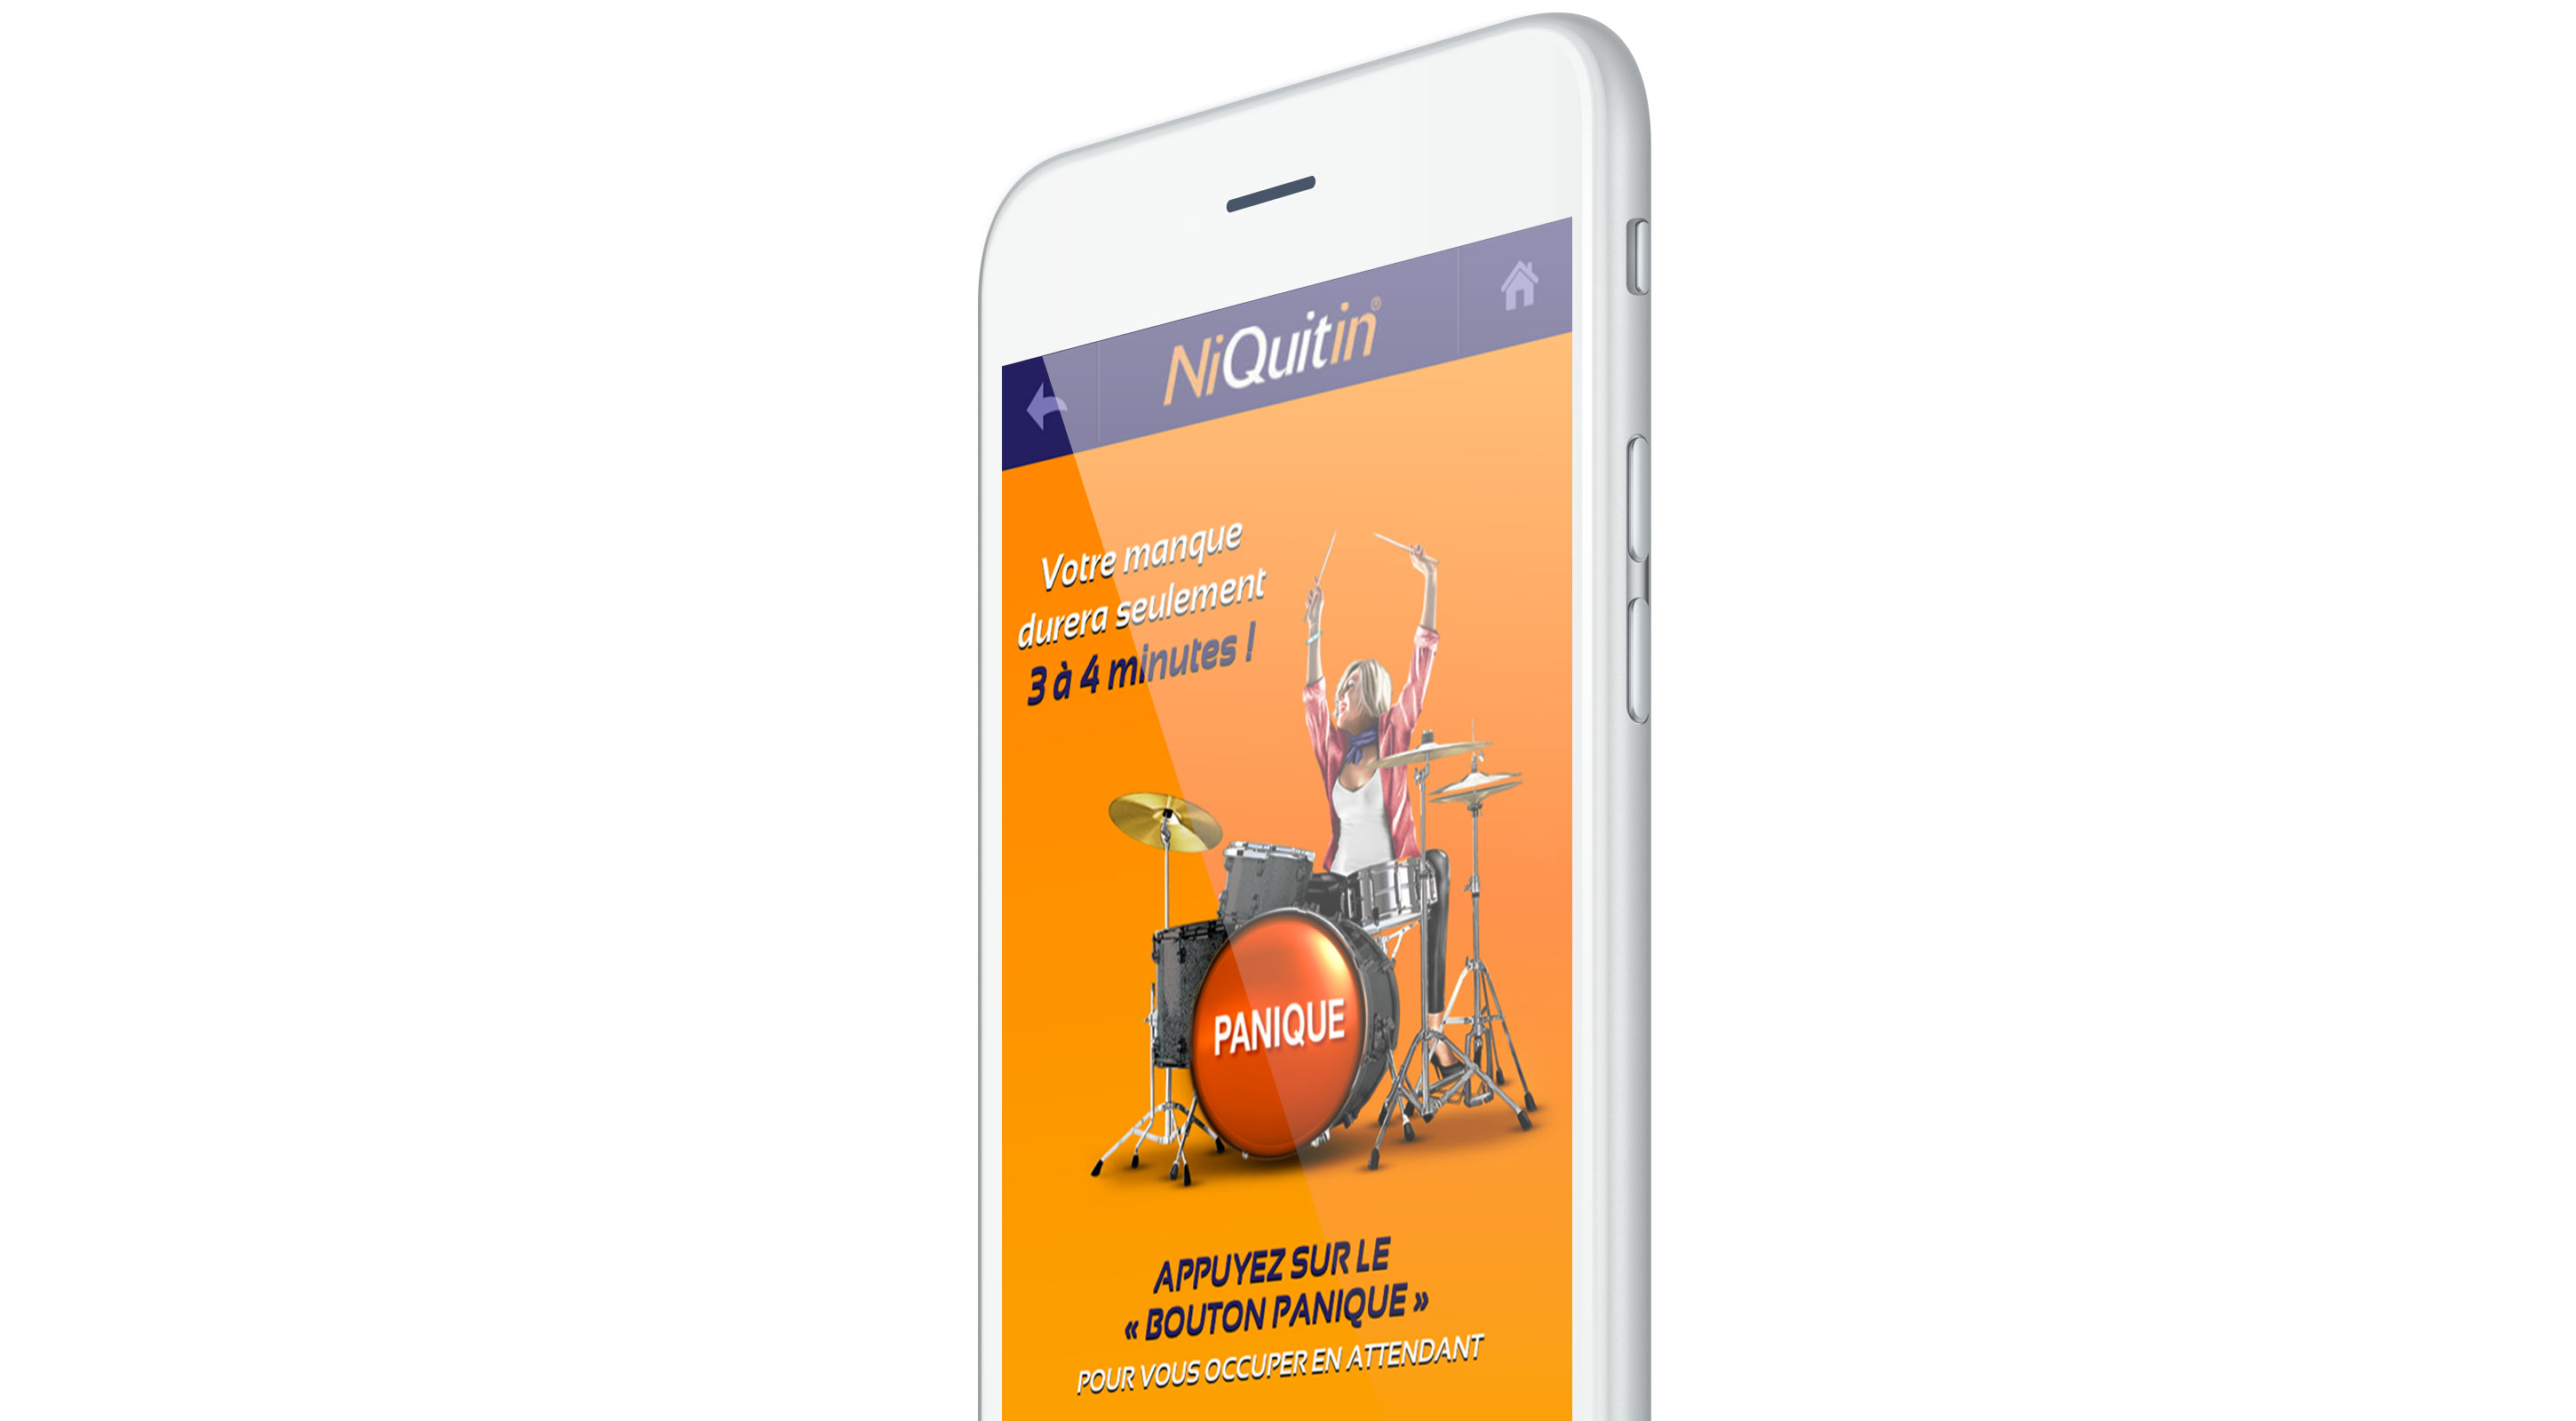 NiQuitin®
Votre manque
durera seulement
3 à 4 minutes !
PANIQUE
APPUYEZ SUR LE
« BOUTON PANIQUE »
POUR VOUS OCCUPER EN ATTENDANT